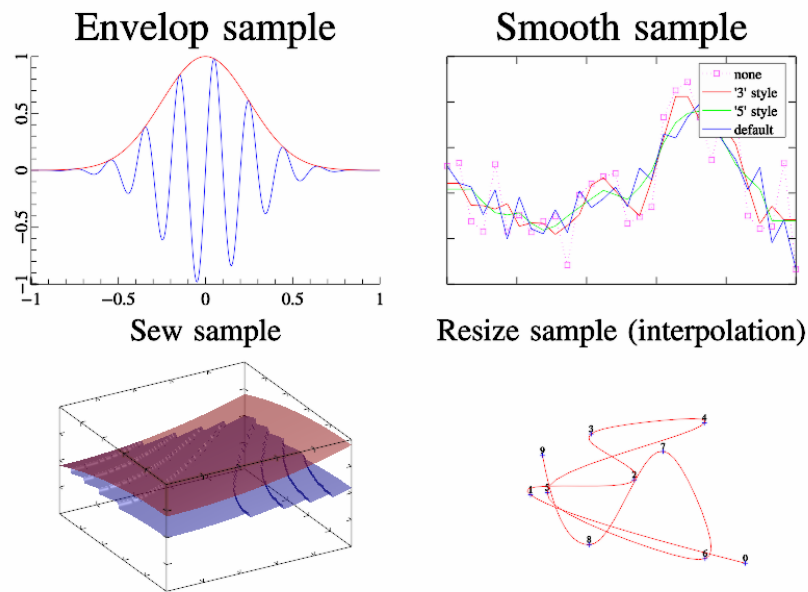 Envelop sample
Smooth sample
1
0.5
0
−0.5
−1
−1
−0.5
0
0.5
1
none
'3' style
'5' style
default
Sew sample
Resize sample (interpolation)
3
4
9
7
2
1
5
8
6
0